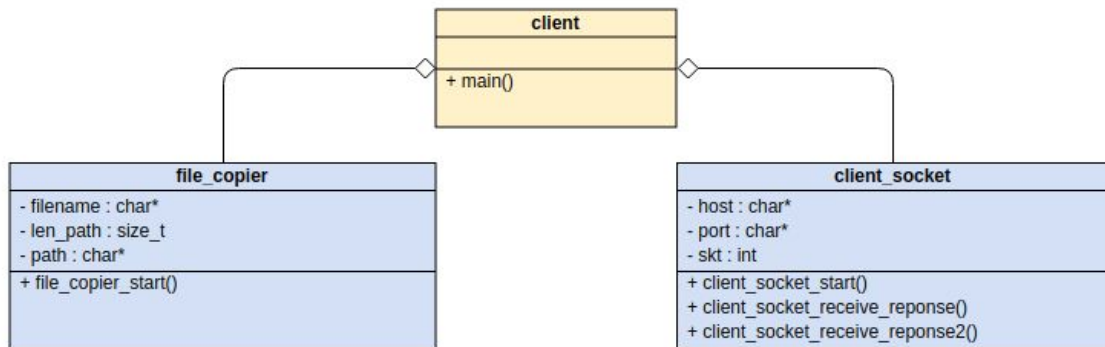 client
+ main()
file_copier
- filename : char*
- len_path : size_t
- path : char*
+ file_copier_start()
client_socket
- host : char*
- port : char*
- skt : int
+ client_socket_start()
+ client_socket_receive_reponse()
+ client_socket_receive_reponse2()